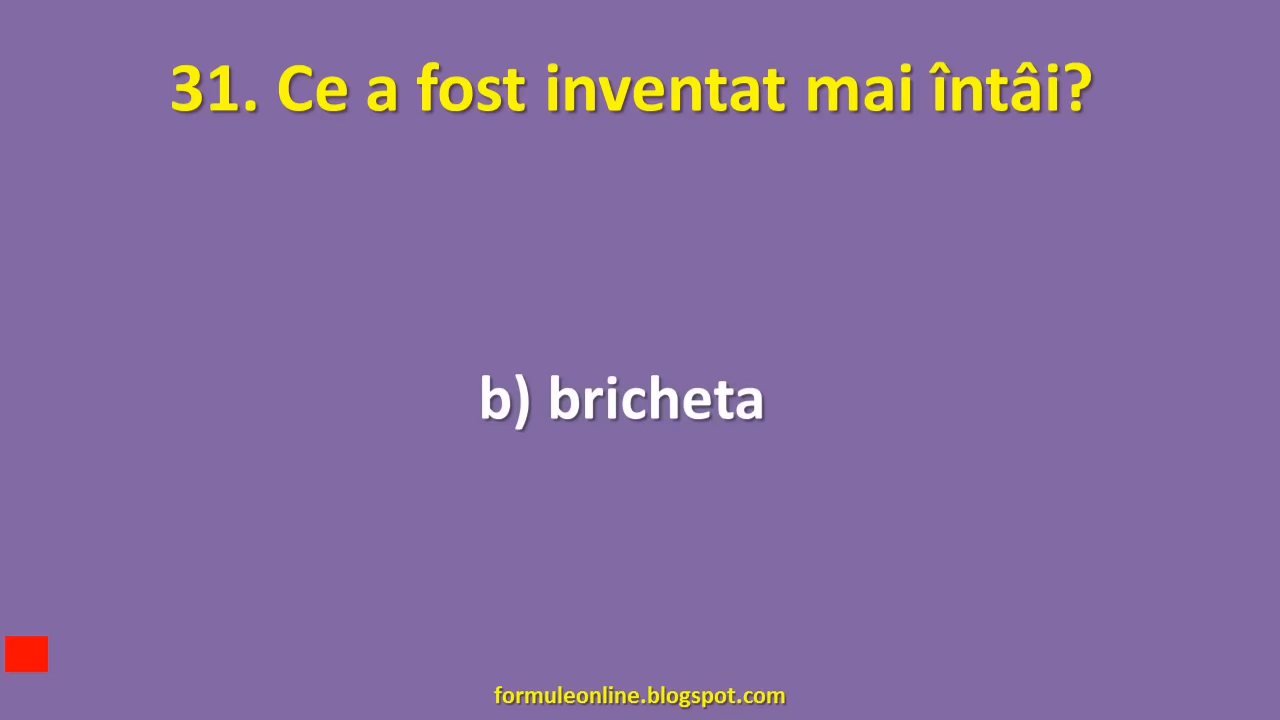 31. Ce a fost inventat mai întâi?
b) bricheta
formuleonline.blogspot.com